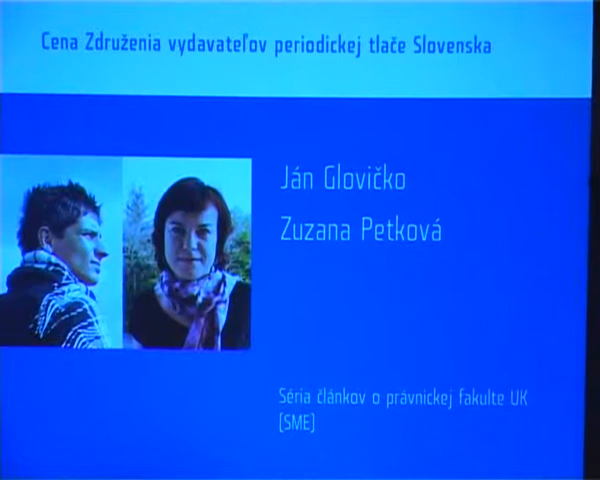 Cena Združenia vydavateľov periodickej tlače Slovenska
Ján Glovičko
Zuzana Petková
Séria článkov o právnickej fakulte UK
[SME]